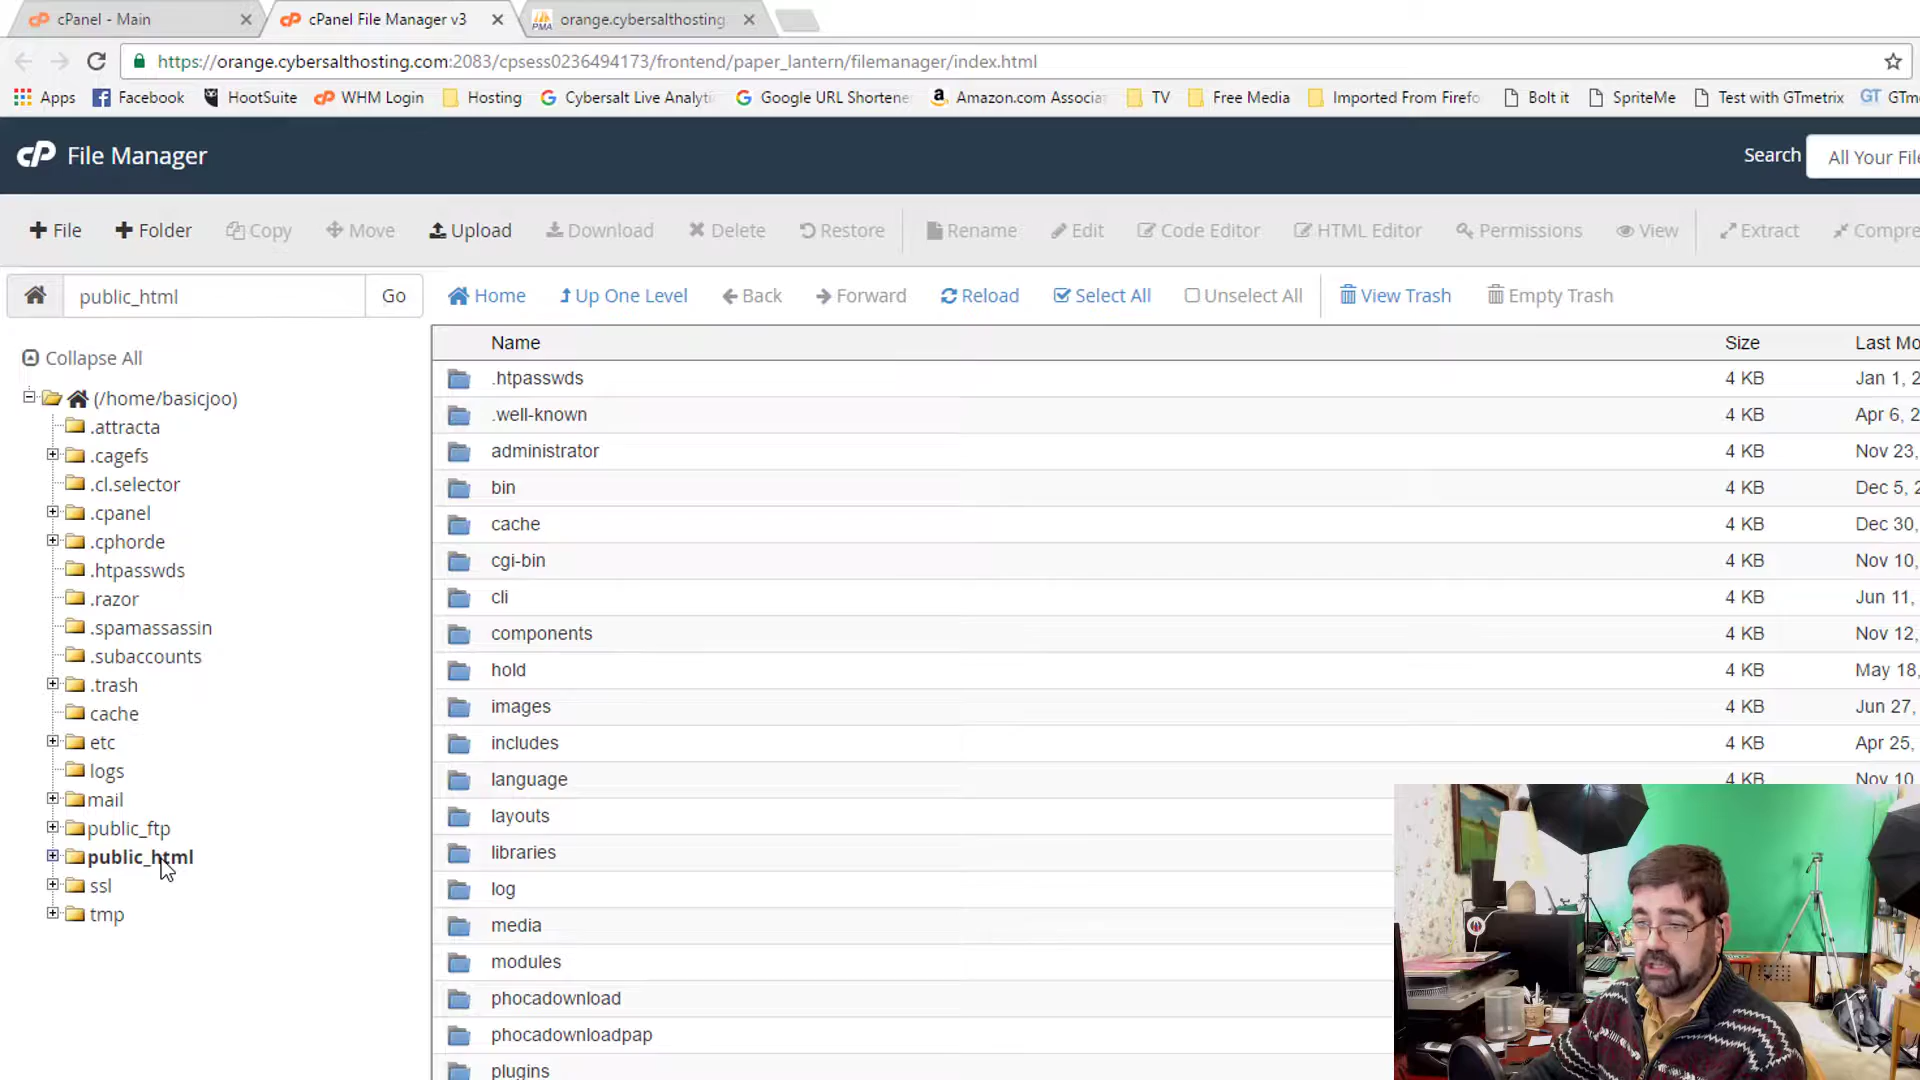 cPanel - Main
cPanel File Manager v3
PMA
orange.cybersalthosting.
https://orange.cybersalthosting.com:2083/cpsess0236494173/frontend/paper_lantern/filemanager/index.html
Apps Facebook HootSuite WHM Login Hosting Cybersalt Live Analyti Google URL Shortene Amazon.com Associa TV Free Media Imported From Firefo Bolt it SpriteMe Test with GTmetrix GT GTm
cP File Manager Search All Your File
File Folder Copy Move Upload Download Delete Restore Rename Edit Code Editor HTML Editor Permissions View Extract Compre
public_html Go Home Up One Level Back Forward Reload Select All Unselect All View Trash Empty Trash
Collapse All
(/home/basicjoo)
.attracta
.cagefs
.cl.selector
.cpanel
.cphorde
.htpasswds
.razor
.spamassassin
.subaccounts
.trash
cache
etc
logs
mail
public_ftp
public_html
ssl
tmp
Name Size Last Mo
.htpasswds 4 KB Jan 1, 2
.well-known 4 KB Apr 6, 2
administrator 4 KB Nov 23,
bin 4 KB Dec 5, 2
cache 4 KB Dec 30,
cgi-bin 4 KB Nov 10,
cli 4 KB Jun 11,
components 4 KB Nov 12,
hold 4 KB May 18,
images 4 KB Jun 27,
includes 4 KB Apr 25,
language 4 KB Nov 10
layouts
libraries
log
media
modules
phocadownload
phocadownloadpap
plugins